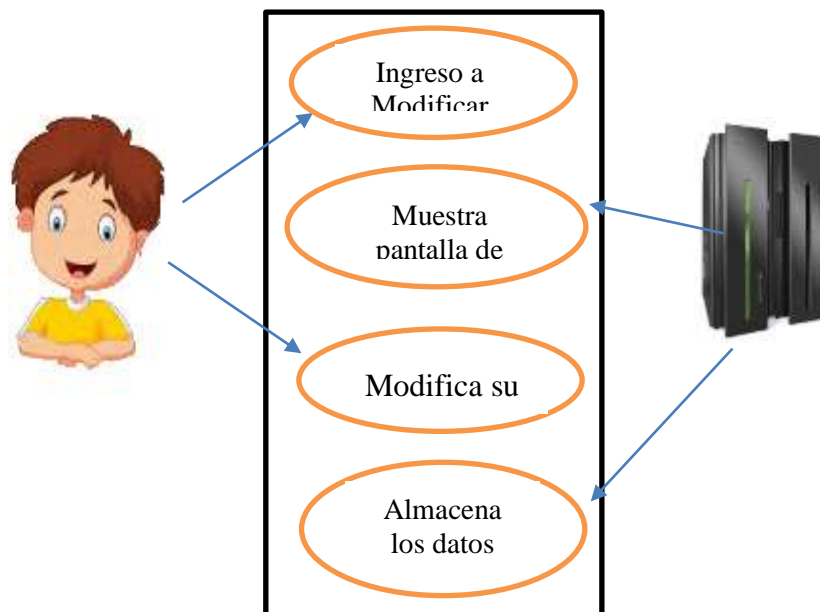 Ingreso a
Modificar
Muestra
pantalla de
Modifica su
Almacena
los datos